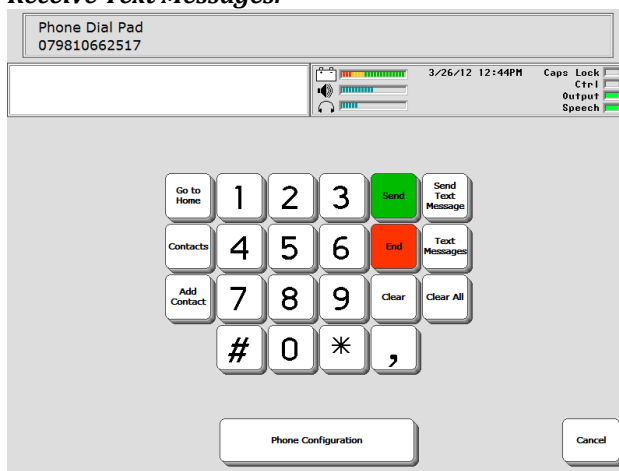 Receive Text Messages.
Phone Dial Pad
079810662517
3/26/12 12:44PM
Caps Lock
Ctrl
Output
Speech
Go to
Home
1
2
3
Send
Send
Text
Message
Contacts
4
5
6
End
Text
Messages
Add
Contact
7
8
9
Clear
Clear All
#
0
*
,
Phone Configuration
Cancel